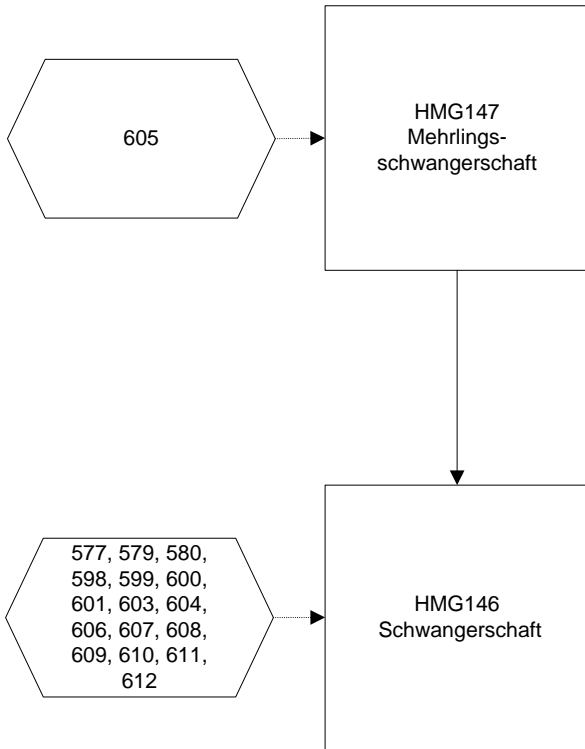 605
HMG147
Mehrlings-
schwangerschaft
577, 579, 580,
598, 599, 600,
601, 603, 604,
606, 607, 608,
609, 610, 611,
612
HMG146
Schwangerschaft